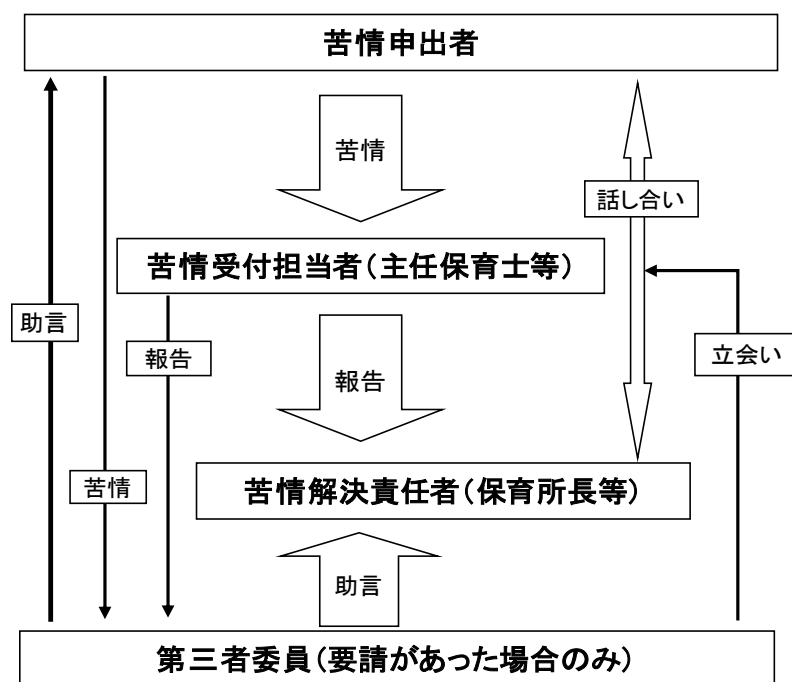 苦情申出者
苦情
話し合い
苦情受付担当者（主任保育士等）
助言
報告
報告
立会い
苦情
苦情解決責任者（保育所長等）
助言
第三者委員（要請があった場合のみ）